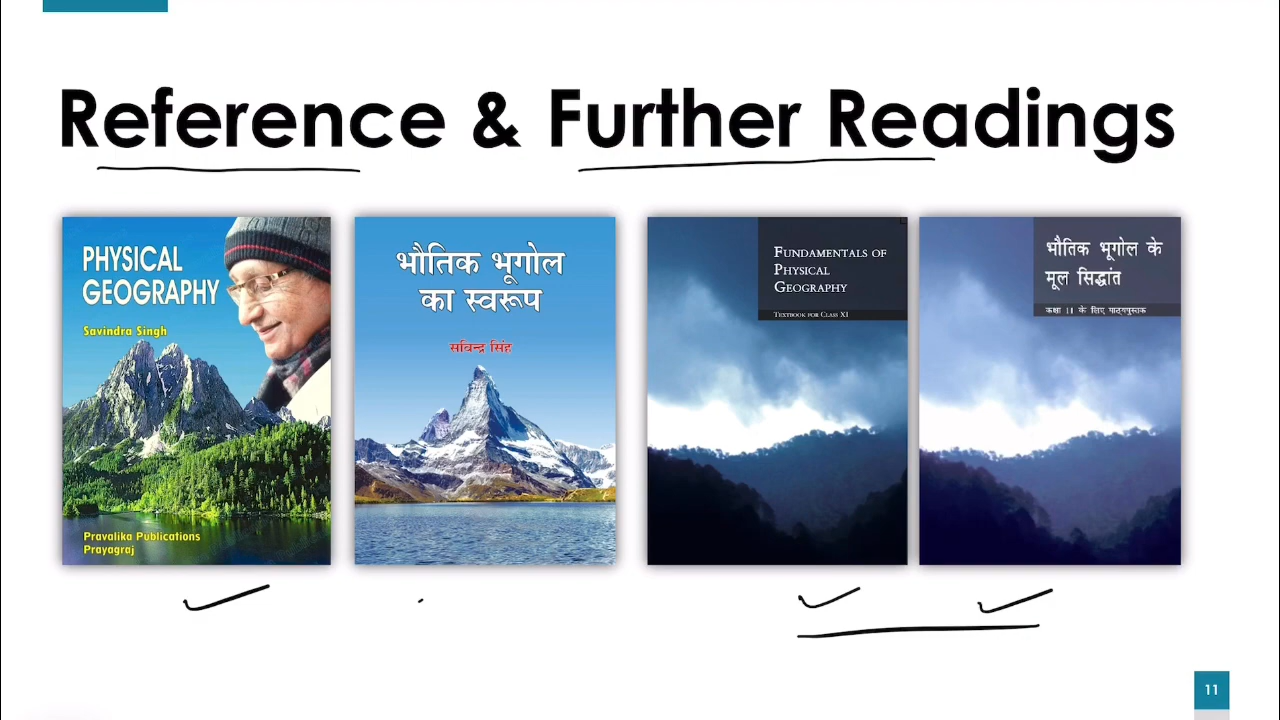 Reference & Further Readings
PHYSICAL
GEOGRAPHY
Savindra Singh
Pravalika Publications
Prayagraj
भौतिक भूगोल
का स्वरूप
सविन्द्र सिंह
FUNDAMENTALS OF
PHYSICAL
GEOGRAPHY
TEXTBOOK FOR CLASS XI
भौतिक भूगोल के
मूल सिद्धांत
कक्षा 11 के लिए पाठ्यपुस्तक
11